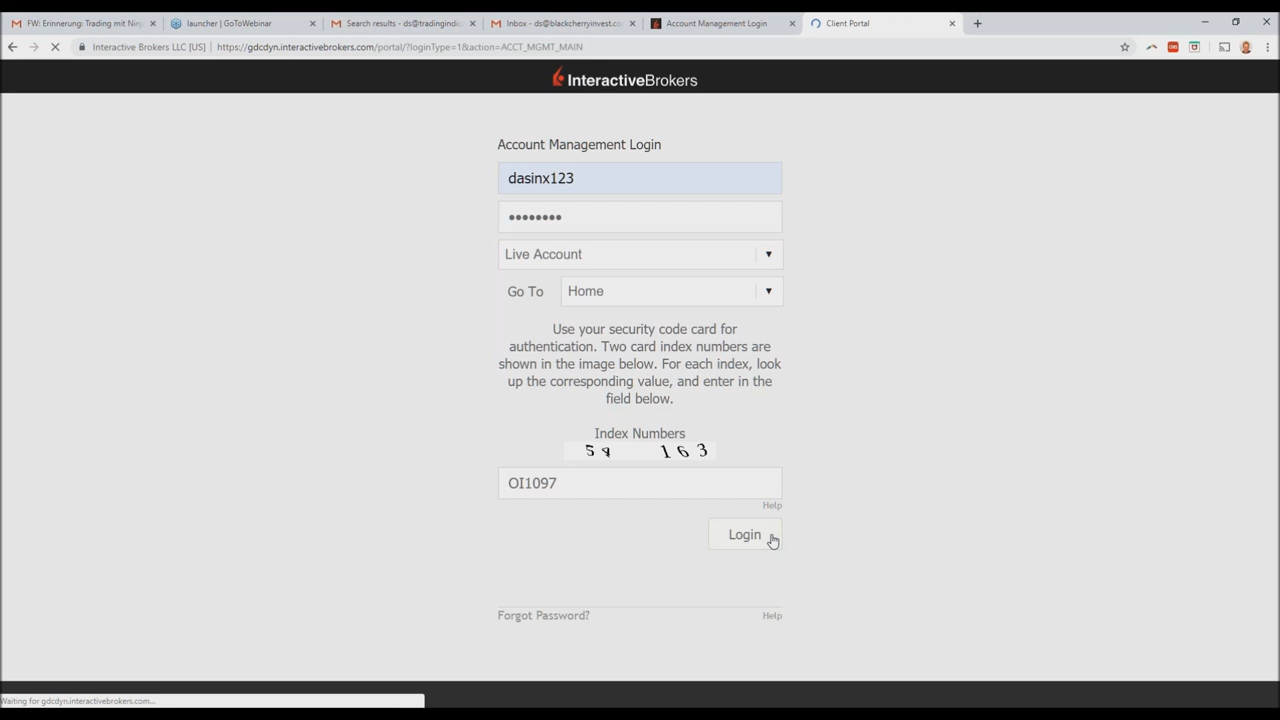 FW: Erinnerung: Trading mit Nin
launcher | GoToWebinar
Search results - ds@tradingindic
Inbox - ds@blackcherryinvest.co
Account Management Login
Client Portal
Interactive Brokers LLC [US] | https://gdcdyn.interactivebrokers.com/portal/?loginType=1&action=ACCT_MGMT_MAIN
InteractiveBrokers
Account Management Login
dasinx123
••••••••
Live Account
Go To Home
Use your security code card for
authentication. Two card index numbers are
shown in the image below. For each index, look
up the corresponding value, and enter in the
field below.
Index Numbers
54 163
OI1097
Help
Login
Forgot Password? Help
Waiting for gdcdyn.interactivebrokers.com...